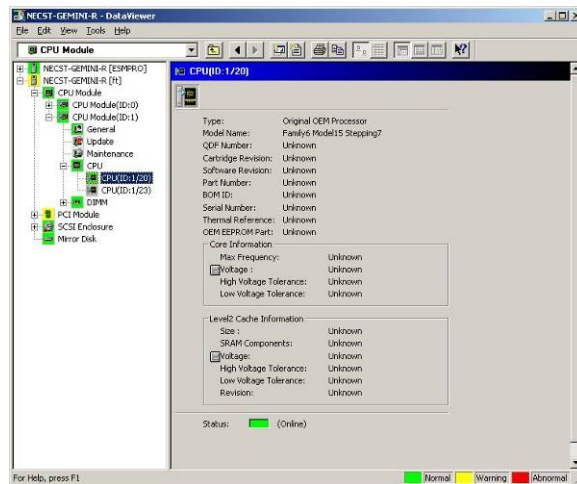 NECST-GEMINI-R - DataViewer
File Edit View Tools Help
CPU Module
NECST-GEMINI-R [ESMPRO]
NECST-GEMINI-R [ft]
CPU Module
CPU Module(ID:0)
CPU Module(ID:1)
General
Update
Maintenance
CPU
CPU(ID:1/20)
CPU(ID:1/23)
DIMM
PCI Module
SCSI Enclosure
Mirror Disk
CPU(ID:1/20)
Type: Original OEM Processor
Model Name: Family6 Model15 Stepping7
QDF Number: Unknown
Cartridge Revision: Unknown
Software Revision: Unknown
Part Number: Unknown
BOM ID: Unknown
Serial Number: Unknown
Thermal Reference: Unknown
OEM EEPROM Part: Unknown
Core Information
Max Frequency: Unknown
Voltage : Unknown
High Voltage Tolerance: Unknown
Low Voltage Tolerance: Unknown
Level2 Cache Information
Size : Unknown
SRAM Components: Unknown
Voltage: Unknown
High Voltage Tolerance: Unknown
Low Voltage Tolerance: Unknown
Revision: Unknown
Status: (Online)
For Help, press F1
Normal Warning Abnormal